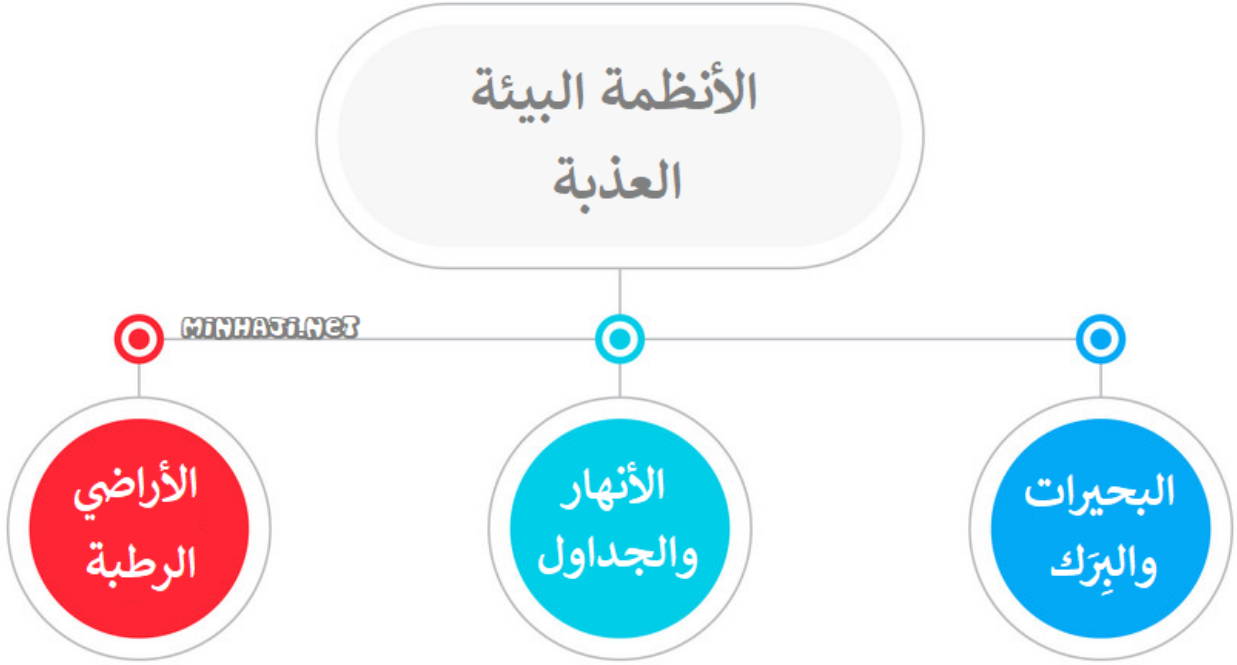 الأنظمة البيئة
العذبة
MiNHAJi.NeT
البحيرات
والبِرَك
الأنهار
والجداول
الأراضي
الرطبة